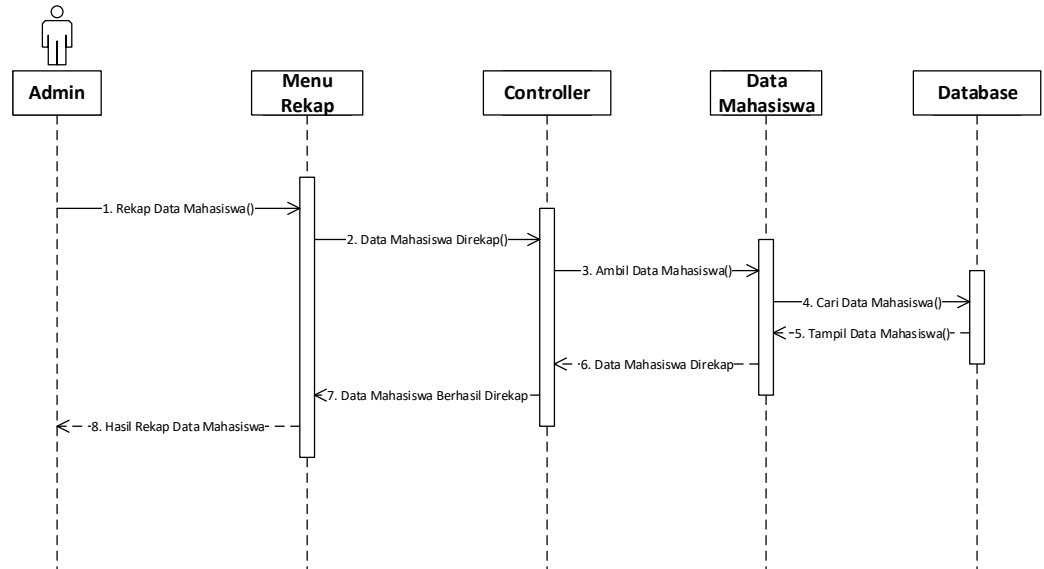 Admin
Menu
Rekap
Controller
Data
Mahasiswa
Database
1. Rekap Data Mahasiswa()
2. Data Mahasiswa Direkap()
3. Ambil Data Mahasiswa()
4. Cari Data Mahasiswa()
5. Tampil Data Mahasiswa()
6. Data Mahasiswa Direkap
7. Data Mahasiswa Berhasil Direkap
8. Hasil Rekap Data Mahasiswa